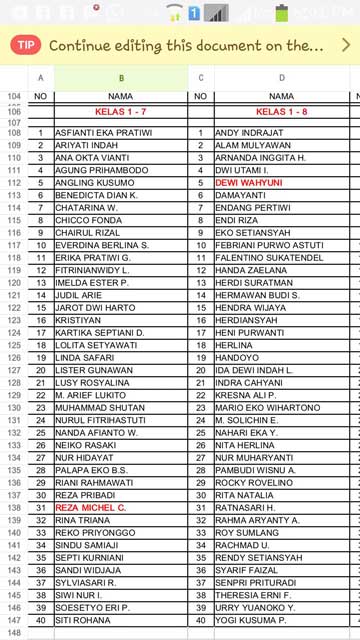 TIP Continue editing this document on the...
A B C D
104 NO NAMA NO NAMA
106 KELAS 1 - 7 KELAS 1 - 8
107
108 1 ASFIANTI EKA PRATIWI 1 ANDY INDRAJAT
109 2 ARIYATI INDAH 2 ALAM MULYAWAN
110 3 ANA OKTA VIANTI 3 ARNANDA INGGITA H.
111 4 AGUNG PRIHAMBODO 4 DWI UTAMI I.
112 5 ANGLING KUSUMO 5 DEWI WAHYUNI
113 6 BENEDICTA DIAN K. 6 DAMAYANTI
114 7 CHATARINA W. 7 ENDANG PERTIWI
115 8 CHICCO FONDA 8 ENDI RIZA
116 9 CHAIRUL RIZAL 9 EKO SETIANSYAH
117 10 EVERDINA BERLINA S. 10 FEBRIANI PURWO ASTUTI
118 11 ERIKA PRATIWI G. 11 FALENTINO SUKATENDEL
119 12 FITRINIANWIDY L. 12 HANDA ZAELANA
120 13 IMELDA ESTER P. 13 HERDI SURATMAN
121 14 JUDIL ARIE 14 HERMAWAN BUDI S.
122 15 JAROT DWI HARTO 15 HENDRA WIJAYA
123 16 KRISTIYAN 16 HERDIANSYAH
124 17 KARTIKA SEPTIANI D. 17 HENI PURWANTI
125 18 LOLITA SETYAWATI 18 HERLINA
126 19 LINDA SAFARI 19 HANDOYO
127 20 LISTER GUNAWAN 20 IDA DEWI INDAH L.
128 21 LUSY ROSYALINA 21 INDRA CAHYANI
129 22 M. ARIEF LUKITO 22 KRESNA ALI P.
130 23 MUHAMMAD SHUTAN 23 MARIO EKO WIHARTONO
131 24 NURUL FITRIHASTUTI 24 M. SOLICHIN E.
132 25 NANDA AFIANTO W. 25 NAHARI EKA Y.
133 26 NEIKO RASAKI 26 NITA HERLINA
134 27 NUR HIDAYAT 27 NUR MUHARYANTI
135 28 PALAPA EKO B.S. 28 PAMBUDI WISNU A.
136 29 RIANI RAHMAWATI 29 ROCKY ROVELINO
137 30 REZA PRIBADI 30 RITA NATALIA
138 31 REZA MICHEL C. 31 RATNASARI H.
139 32 RINA TRIANA 32 RAHMA ARYANTY A.
140 33 REKO PRIYONGGO 33 ROY SUMLANG
141 34 SINDU SAMIAJI 34 RACHMAD U.
142 35 SEPTI KURNIANI 35 RENDY SETIANSYAH
143 36 SANDI WIDJAJA 36 SYARIF FAIZAL
144 37 SYLVIASARI R. 37 SENPRI PRITURADI
145 38 SIWI NUR I. 38 THERESIA ERNI F.
146 39 SOESETYO ERI P. 39 URRY YUANOKO Y.
147 40 SITI ROHANA 40 YOGI KUSUMA P.
148